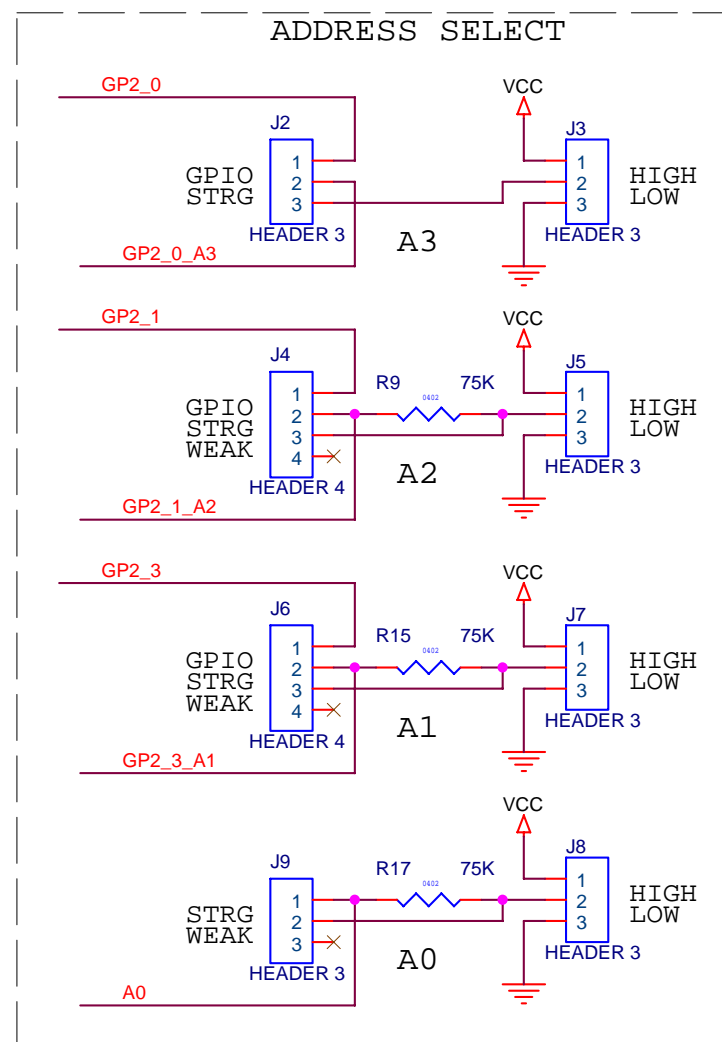 ADDRESS SELECT
GP2_0
VCC
J2
J3
GPIO
STRG
1
2
3
1
2
3
HIGH
LOW
HEADER 3
A3
HEADER 3
GP2_0_A3
GP2_1
VCC
J4
R9
75K
J5
0402
GPIO
STRG
WEAK
1
2
3
4
1
2
3
HIGH
LOW
HEADER 4
A2
HEADER 3
GP2_1_A2
GP2_3
VCC
J6
R15
75K
J7
0402
GPIO
STRG
WEAK
1
2
3
4
1
2
3
HIGH
LOW
HEADER 4
A1
HEADER 3
GP2_3_A1
VCC
J9
R17
75K
J8
0402
STRG
WEAK
1
2
3
1
2
3
HIGH
LOW
HEADER 3
A0
HEADER 3
A0